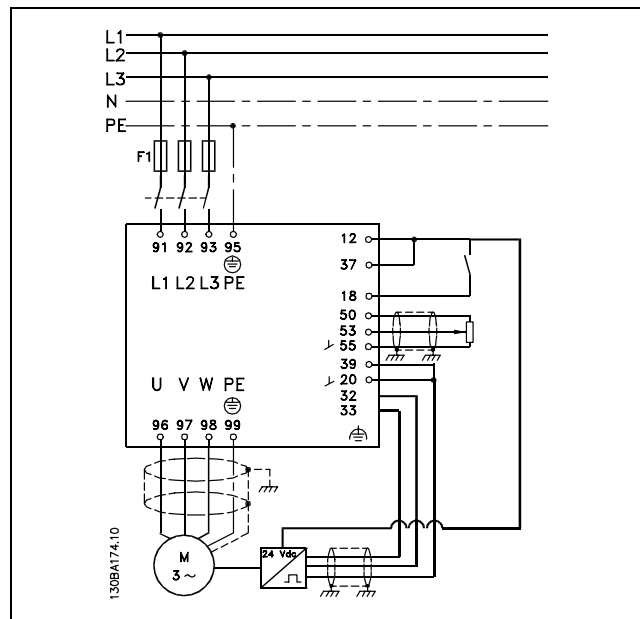 L1
L2
L3
N
PE
F1
91 92 93 95
L1 L2 L3 PE
12
37
18
50
53
55
39
20
32
33
U V W PE
96 97 98 99
M
3 ~
24 Vdc
130BA174.10